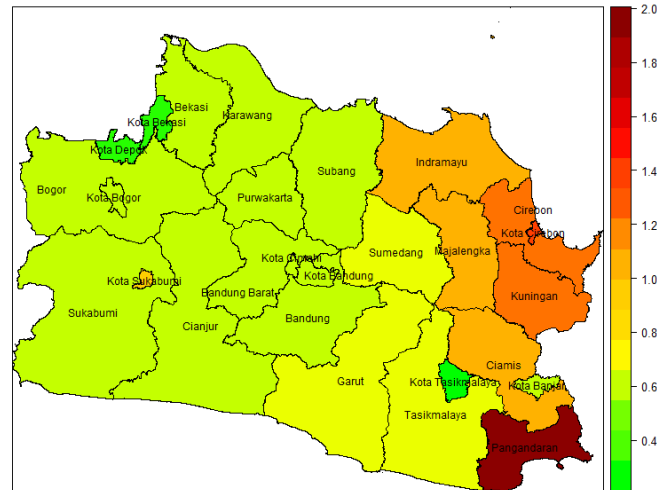 2.0
1.8
1.6
1.4
1.2
1.0
0.8
0.6
0.4
Bekasi
Karawang
Kota Bekasi
Kota Depok
Indramayu
Subang
Bogor
Kota Bogor
Purwakarta
Cirebon
Kota Cirebon
Sumedang
Majalengka
Kota Cimahi
Kota Bandung
Kota Sukabumi
Bandung Barat
Kuningan
Sukabumi
Cianjur
Bandung
Ciamis
Garut
Kota Tasikmalaya
Kota Banjar
Tasikmalaya
Pangandaran